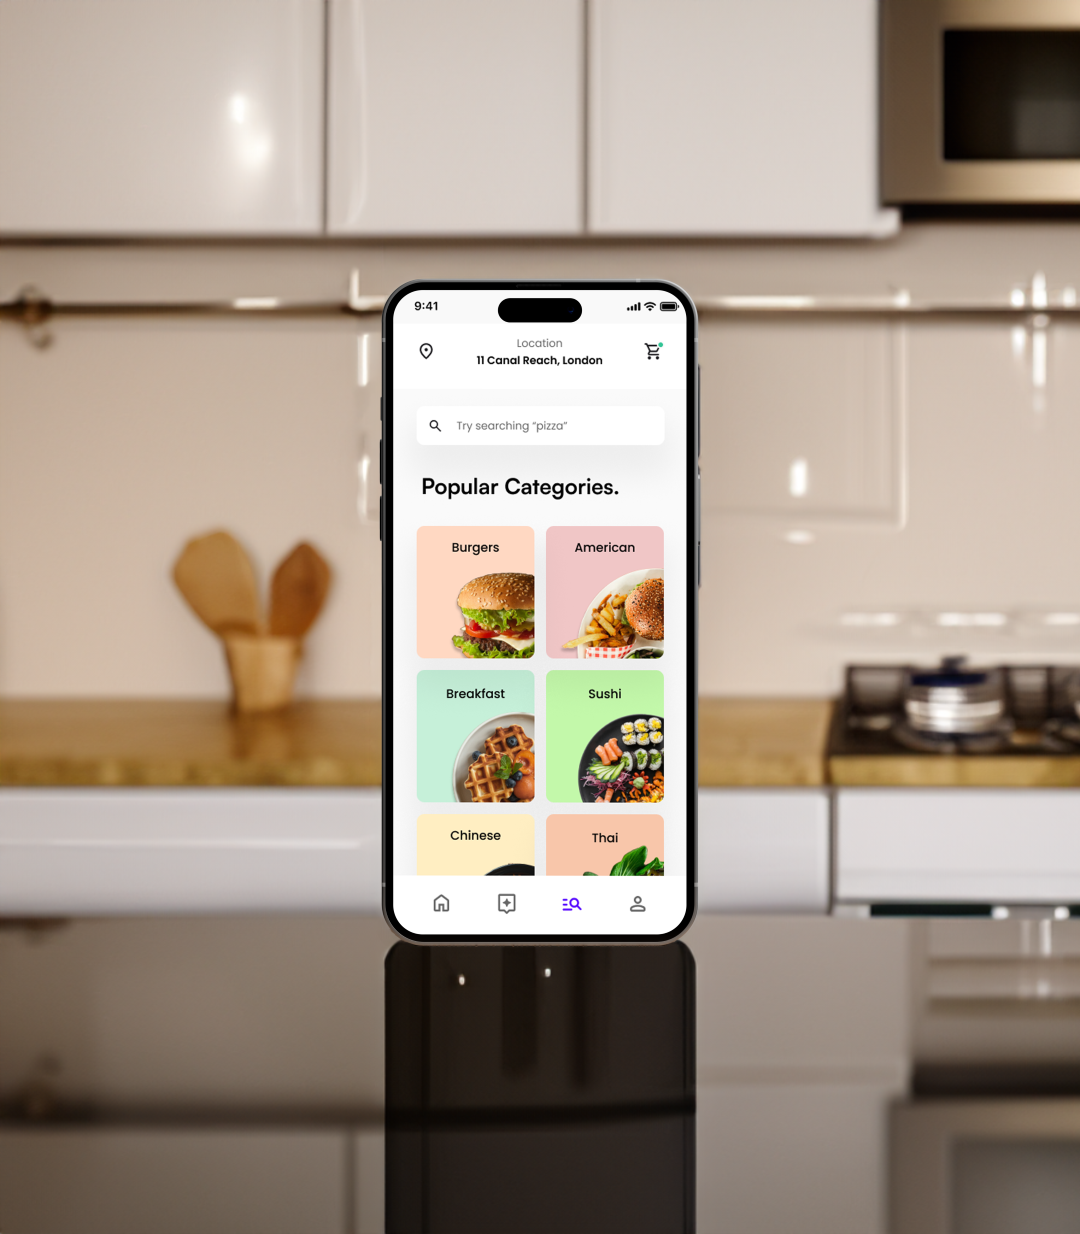 9:41
Location
11 Canal Reach, London
Try searching “pizza”
Popular Categories.
Burgers
American
Breakfast
Sushi
Chinese
Thai